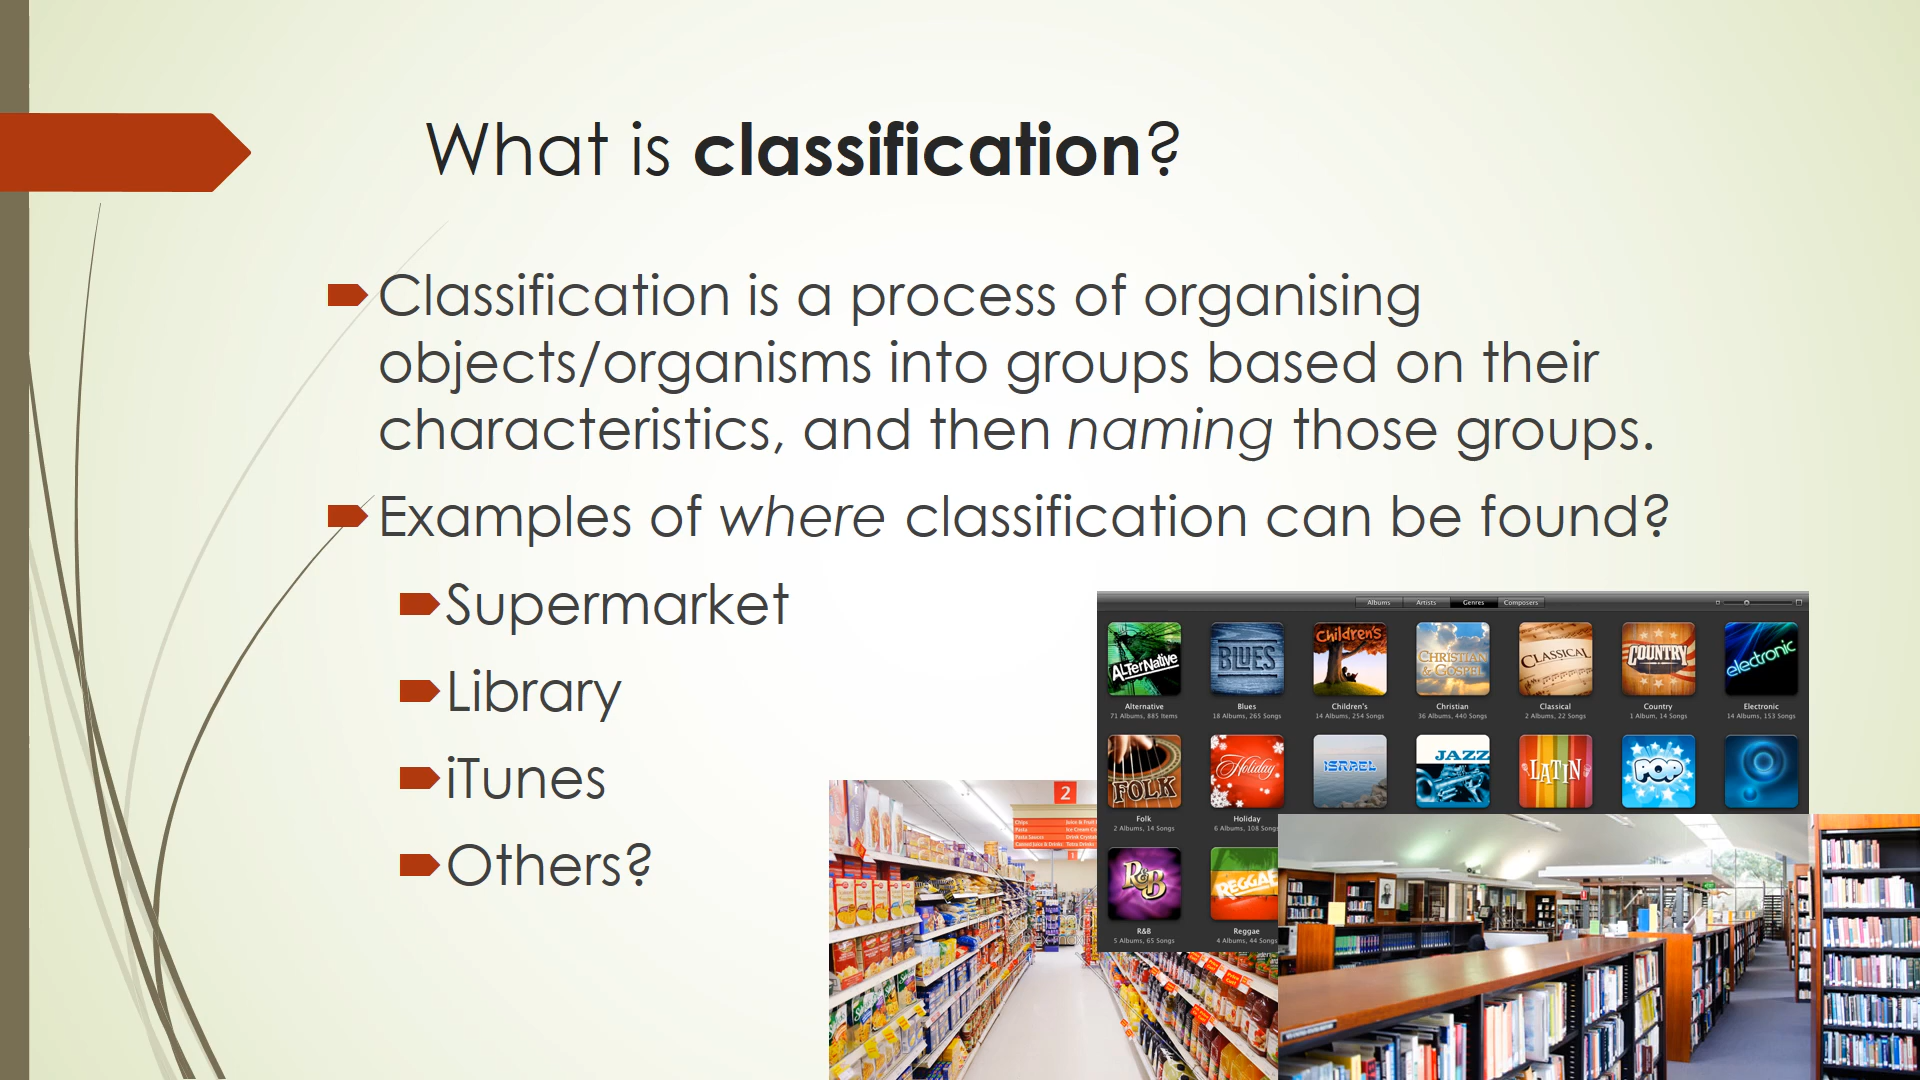 What is classification?
Classification is a process of organising
objects/organisms into groups based on their
characteristics, and then naming those groups.
Examples of where classification can be found?
Supermarket
Library
iTunes
Others?
Albums Artists Genres Composers
ALTERNATIVE BLUES CHILDREN'S CHRISTIAN & GOSPEL CLASSICAL COUNTRY electronic
Alternative Blues Children's Christian Classical Country Electronic
71 Albums, 885 Items 18 Albums, 265 Songs 14 Albums, 254 Songs 36 Albums, 440 Songs 2 Albums, 22 Songs 1 Album, 14 Songs 14 Albums, 153 Songs
FOLK Holiday ISRAEL JAZZ LATIN POP
Folk Holiday
2 Albums, 14 Songs 6 Albums, 108 Songs
R&B REGGAE
R&B Reggae
5 Albums, 65 Songs 4 Albums, 44 Songs
2
Chips
Pasta
Pasta Sauces
1